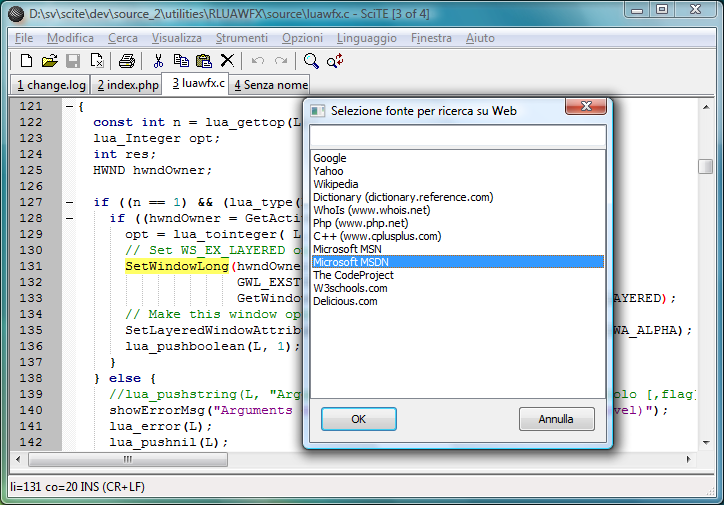 D:\sv\scite\dev\source_2\utilities\RLUAWFX\source\luawfx.c - SciTE [3 of 4]
File Modifica Cerca Visualizza Strumenti Opzioni Linguaggio Finestra Aiuto
1 change.log 2 index.php 3 luawfx.c 4 Senza nome
121 {
122 const int n = lua_gettop(L
123 lua_Integer opt;
124 int res;
125 HWND hwndOwner;
126
127 if ((n == 1) && (lua_type(
128 if ((hwndOwner = GetActi
129 opt = lua_tointeger( L
130 // Set WS_EX_LAYERED o
131 SetWindowLong(hwndOwne
132 GWL_EXST
133 GetWindo AYERED);
134 // Make this window op
135 SetLayeredWindowAttrib WA_ALPHA);
136 lua_pushboolean(L, 1);
137 }
138 } else {
139 //lua_pushstring(L, "Arg olo [,flag]
140 showErrorMsg("Arguments vel)");
141 lua_error(L);
142 lua_pushnil(L);
li=131 co=20 INS (CR+LF)
Selezione fonte per ricerca su Web
Google
Yahoo
Wikipedia
Dictionary (dictionary.reference.com)
WhoIs (www.whois.net)
Php (www.php.net)
C++ (www.cplusplus.com)
Microsoft MSN
Microsoft MSDN
The CodeProject
W3schools.com
Delicious.com
OK Annulla